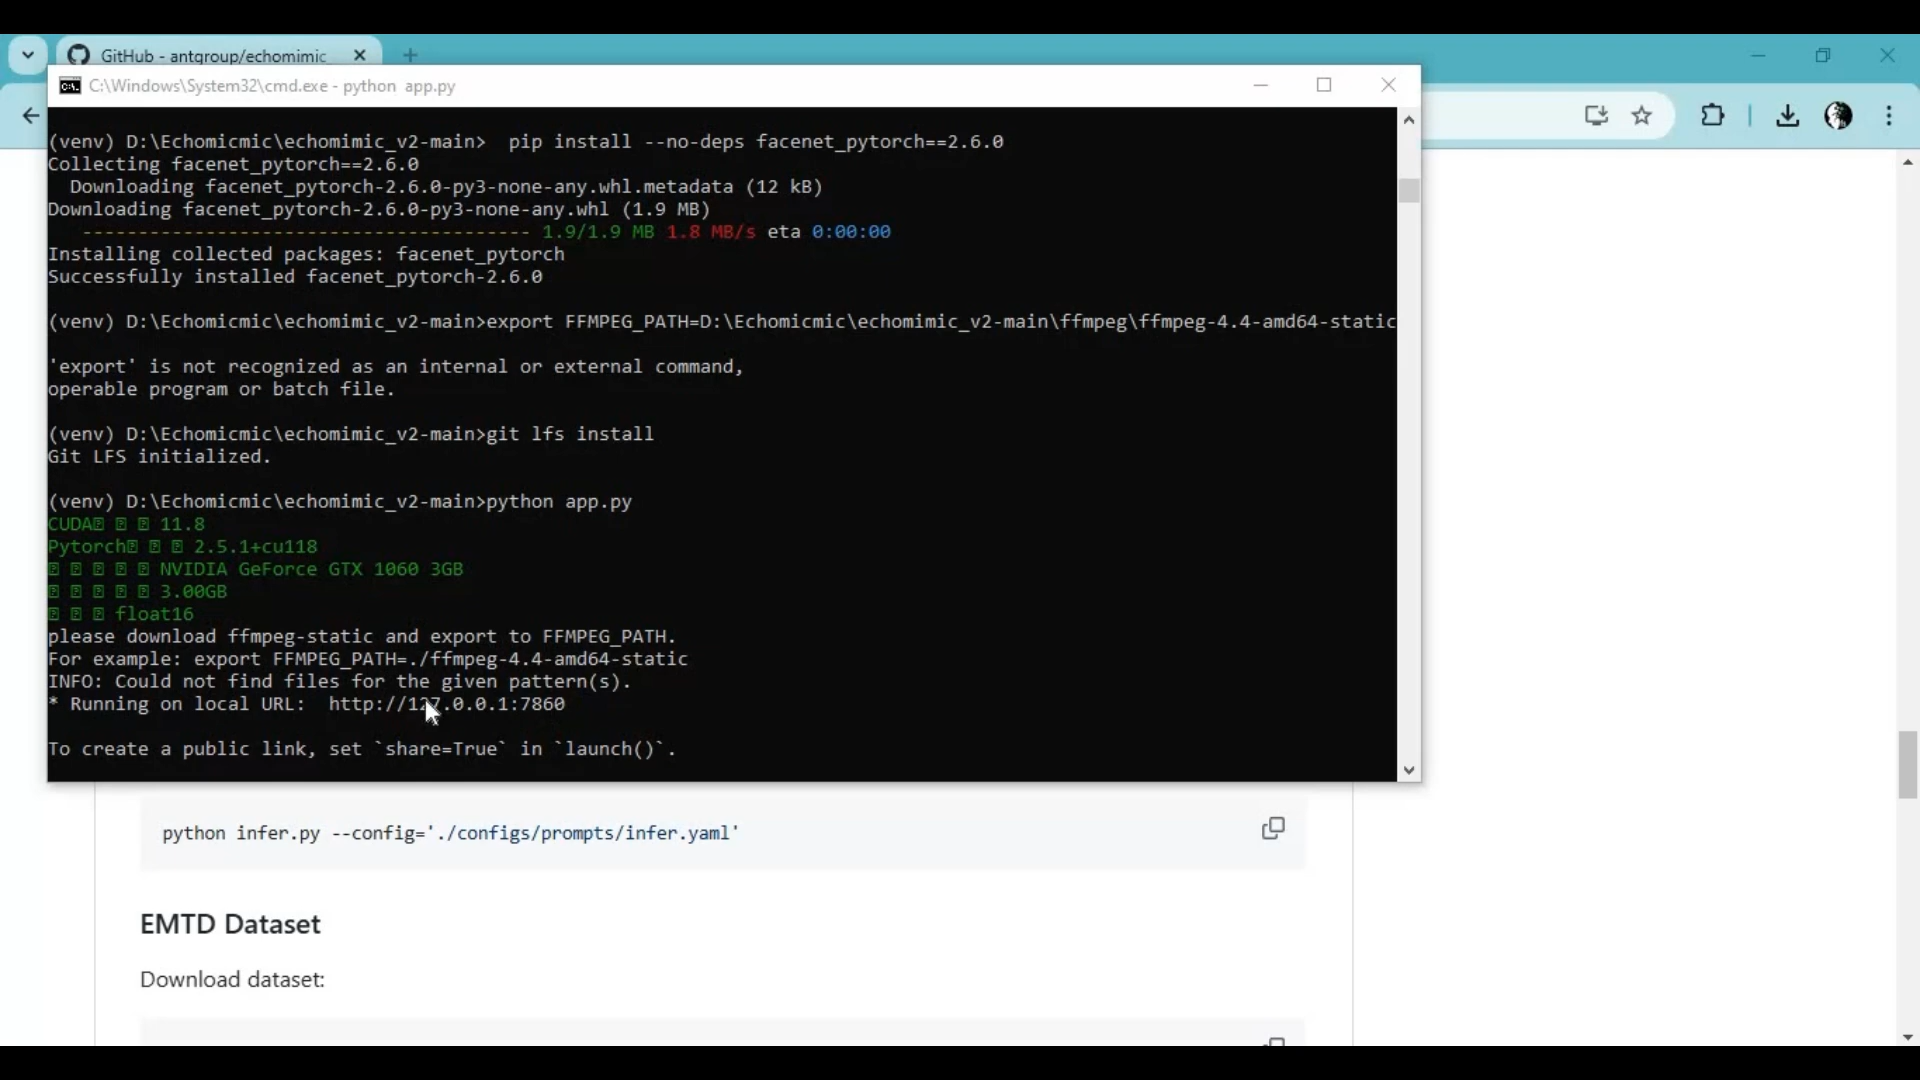 GitHub - antgroup/echomimic
C:\Windows\System32\cmd.exe - python  app.py
(venv) D:\Echomicmic\echomimic_v2-main>  pip install --no-deps facenet_pytorch==2.6.0
Collecting facenet_pytorch==2.6.0
  Downloading facenet_pytorch-2.6.0-py3-none-any.whl.metadata (12 kB)
Downloading facenet_pytorch-2.6.0-py3-none-any.whl (1.9 MB)
   ---------------------------------------- 1.9/1.9 MB 1.8 MB/s eta 0:00:00
Installing collected packages: facenet_pytorch
Successfully installed facenet_pytorch-2.6.0
(venv) D:\Echomicmic\echomimic_v2-main>export FFMPEG_PATH=D:\Echomicmic\echomimic_v2-main\ffmpeg\ffmpeg-4.4-amd64-static
'export' is not recognized as an internal or external command,
operable program or batch file.
(venv) D:\Echomicmic\echomimic_v2-main>git lfs install
Git LFS initialized.
(venv) D:\Echomicmic\echomimic_v2-main>python app.py
CUDA 11.8
Pytorch 2.5.1+cu118
NVIDIA GeForce GTX 1060 3GB
3.00GB
float16
please download ffmpeg-static and export to FFMPEG_PATH.
For example: export FFMPEG_PATH=./ffmpeg-4.4-amd64-static
INFO: Could not find files for the given pattern(s).
* Running on local URL:  http://127.0.0.1:7860
To create a public link, set `share=True` in `launch()`.
python infer.py --config='./configs/prompts/infer.yaml'
EMTD Dataset
Download dataset: